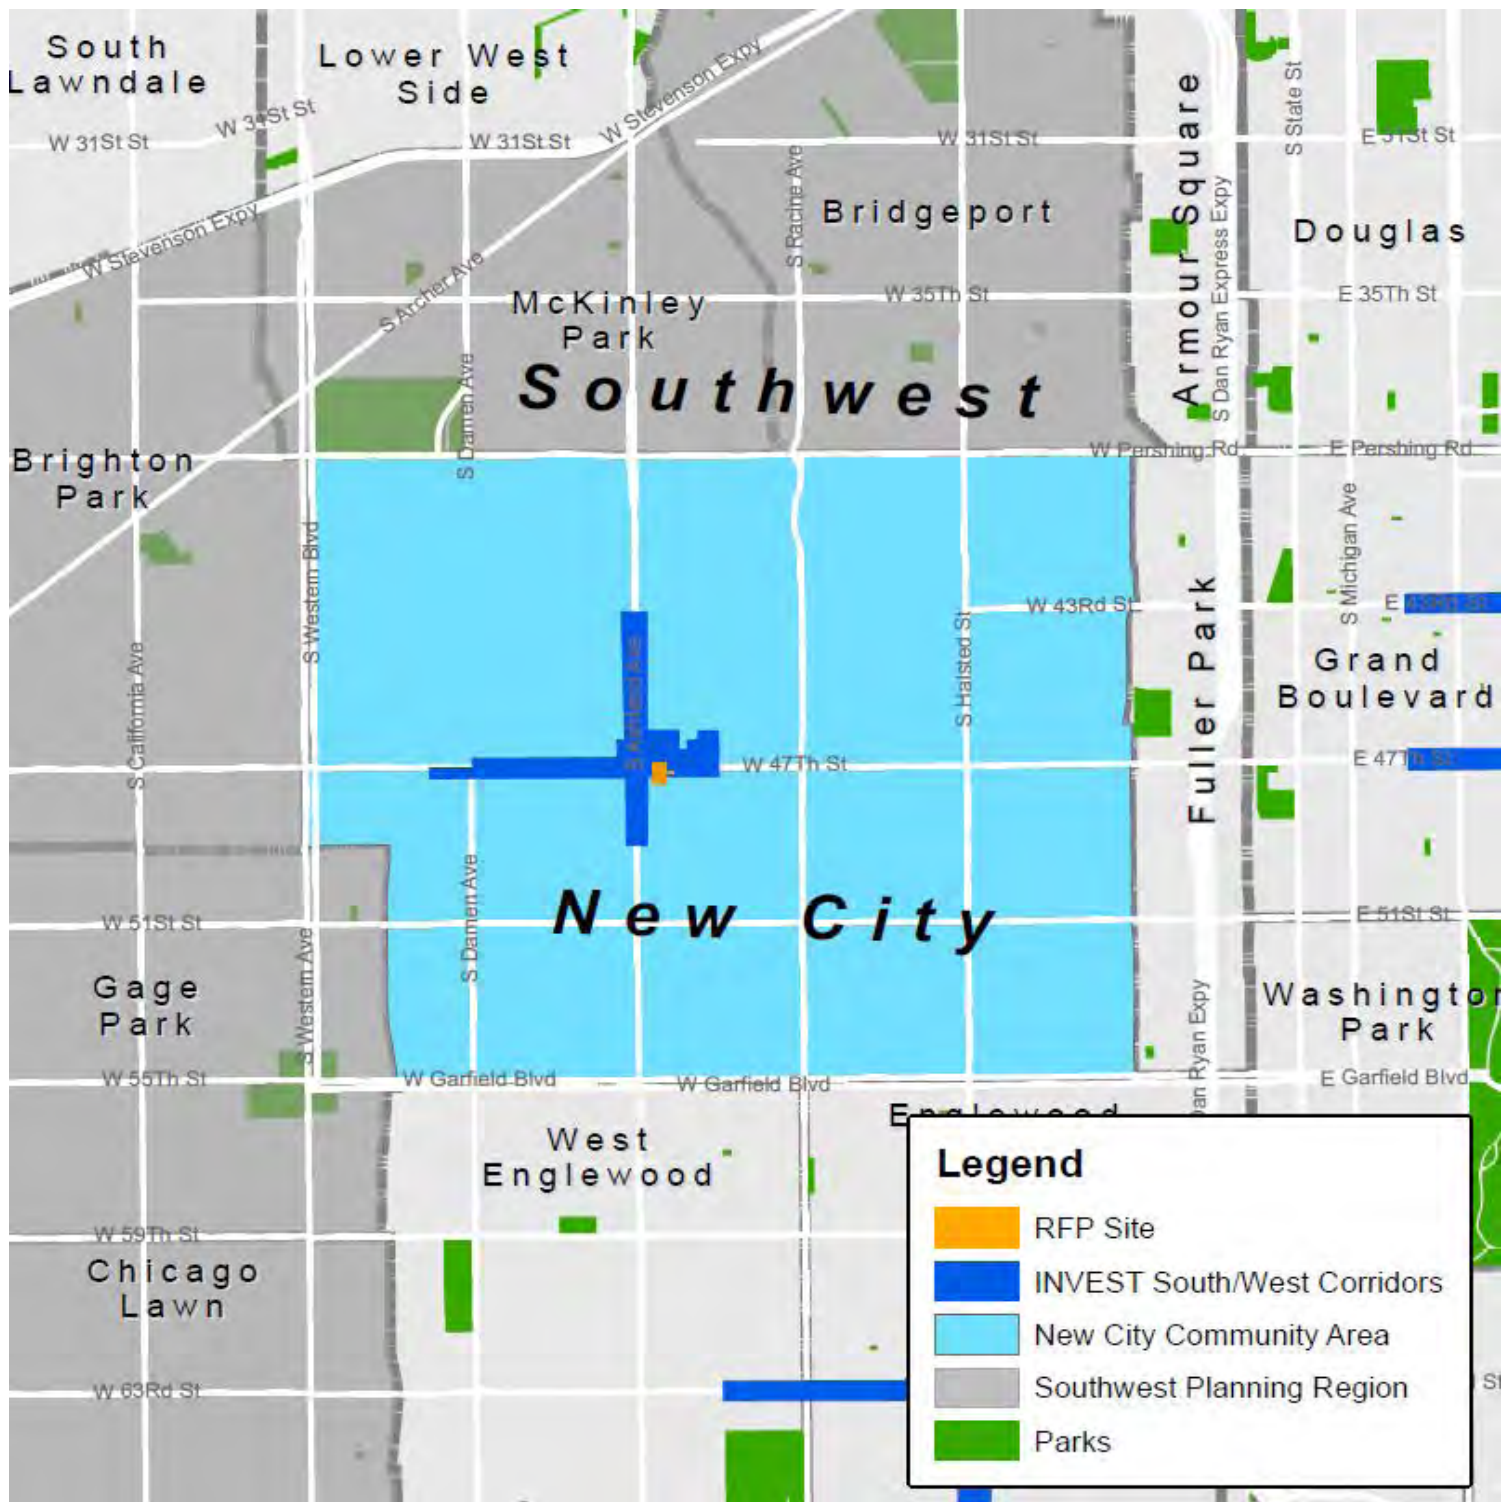 South
Lawndale
Lower West
Side
W Stevenson Expy
W 31St St
W 31St St
W 31St St
W 31St St
E 31St St
S State St
Armour Square
S Racine Ave
Bridgeport
Douglas
W Stevenson Expy
S Archer Ave
S Dan Ryan Express Expy
McKinley
Park
W 35Th St
E 35Th St
Southwest
S Damen Ave
Brighton
Park
W Pershing Rd
E Pershing Rd
S Western Blvd
S Michigan Ave
W 43Rd St
E 43Rd St
S California Ave
S Ashland Ave
S Halsted St
Fuller Park
Grand
Boulevard
W 47Th St
E 47Th St
New City
W 51St St
E 51St St
S Damen Ave
S Western Ave
Gage
Park
Washington
Park
Dan Ryan Expy
W 55Th St
W Garfield Blvd
W Garfield Blvd
E Garfield Blvd
Englewood
West
Englewood
W 59Th St
Chicago
Lawn
W 63Rd St
St
Legend
RFP Site
INVEST South/West Corridors
New City Community Area
Southwest Planning Region
Parks